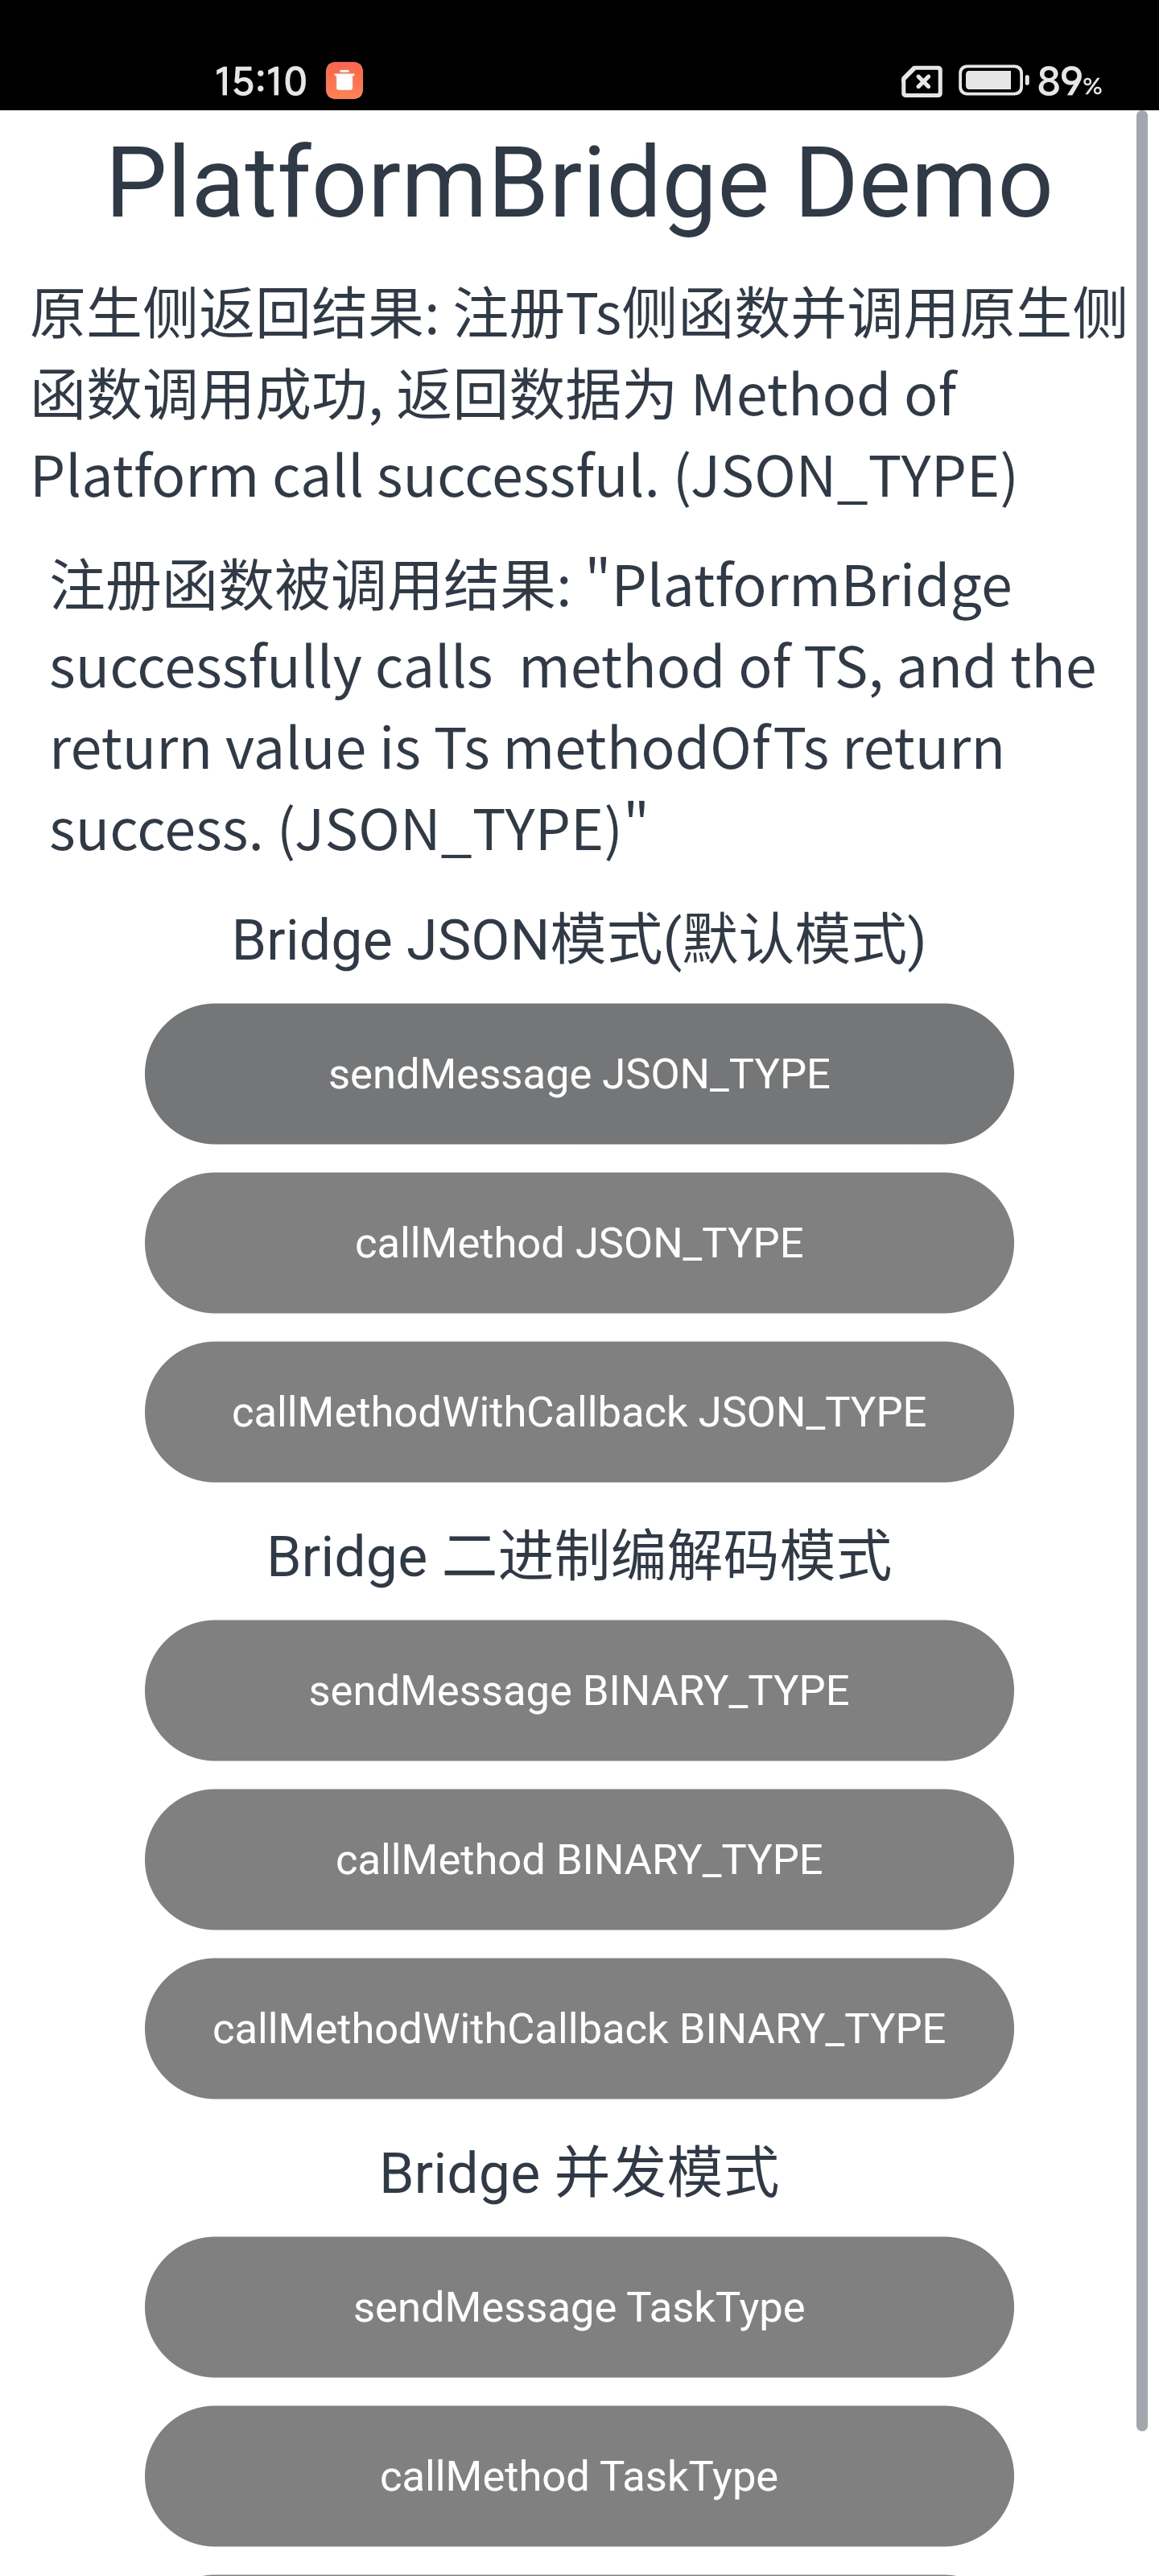 15:10
89%
PlatformBridge Demo
原生侧返回结果: 注册Ts侧函数并调用原生侧
函数调用成功, 返回数据为 Method of
Platform call successful. (JSON_TYPE)
注册函数被调用结果: "PlatformBridge
successfully calls  method of TS, and the
return value is Ts methodOfTs return
success. (JSON_TYPE)"
Bridge JSON模式(默认模式)
sendMessage JSON_TYPE
callMethod JSON_TYPE
callMethodWithCallback JSON_TYPE
Bridge 二进制编解码模式
sendMessage BINARY_TYPE
callMethod BINARY_TYPE
callMethodWithCallback BINARY_TYPE
Bridge 并发模式
sendMessage TaskType
callMethod TaskType